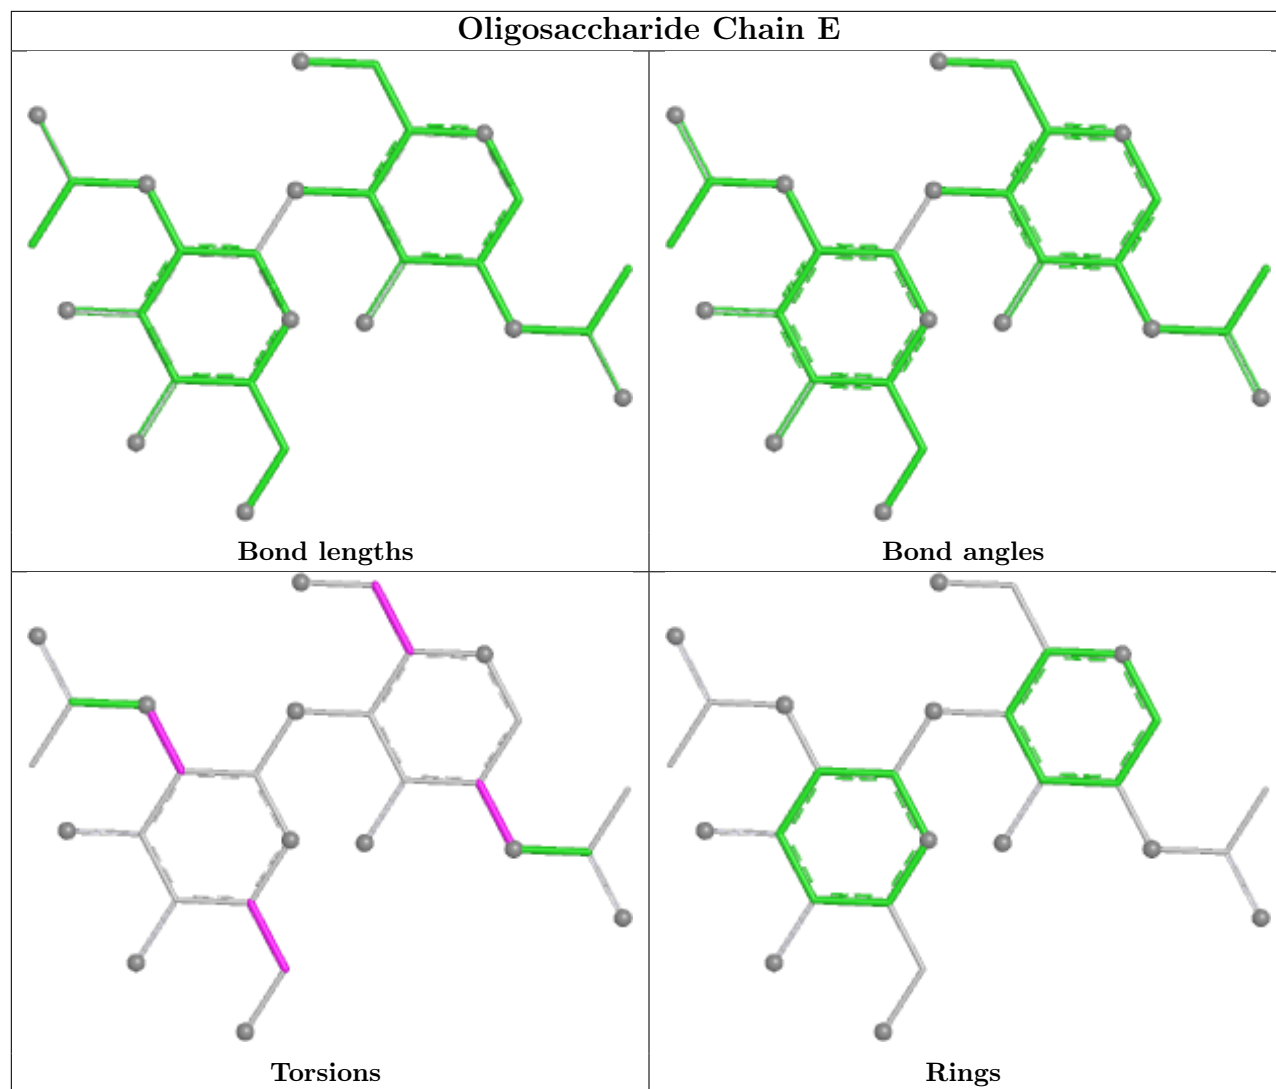 Oligosaccharide Chain E
Bond lengths
Bond angles
Torsions
Rings